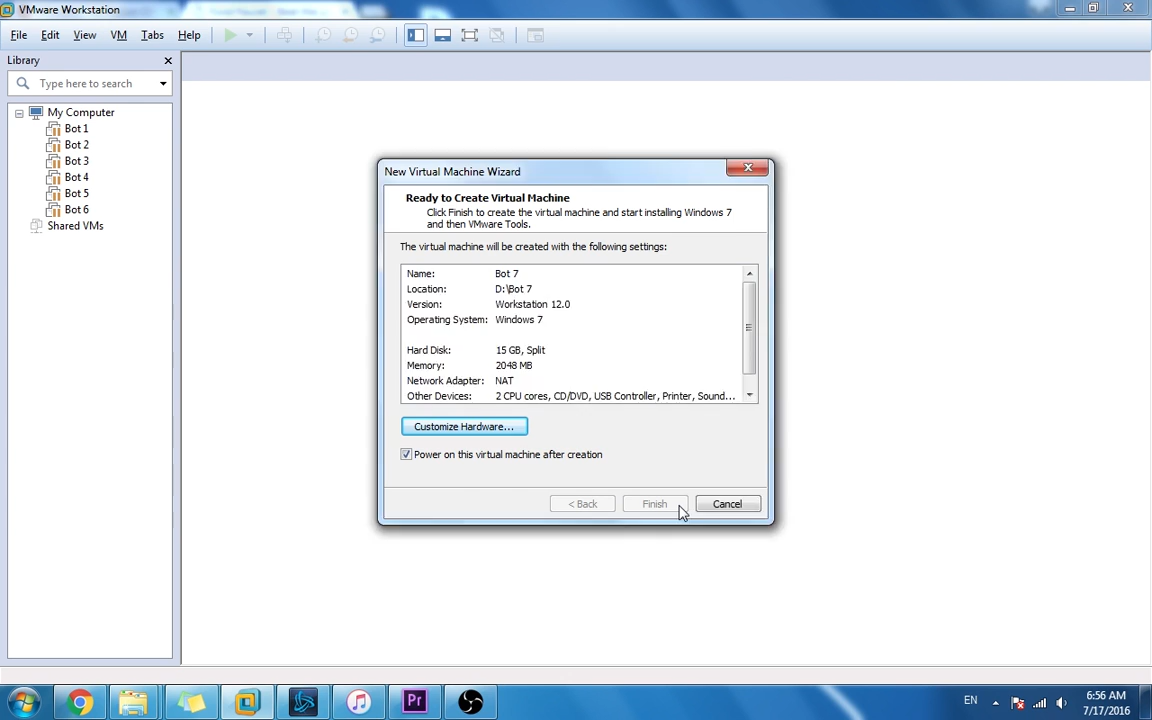 VMware Workstation
File Edit View VM Tabs Help
Library
Type here to search
My Computer
Bot 1
Bot 2
Bot 3
Bot 4
Bot 5
Bot 6
Shared VMs
New Virtual Machine Wizard
Ready to Create Virtual Machine
Click Finish to create the virtual machine and start installing Windows 7
and then VMware Tools.
The virtual machine will be created with the following settings:
Name: Bot 7
Location: D:\Bot 7
Version: Workstation 12.0
Operating System: Windows 7
Hard Disk: 15 GB, Split
Memory: 2048 MB
Network Adapter: NAT
Other Devices: 2 CPU cores, CD/DVD, USB Controller, Printer, Sound...
Customize Hardware...
Power on this virtual machine after creation
< Back Finish Cancel
Pr
EN
6:56 AM
7/17/2016